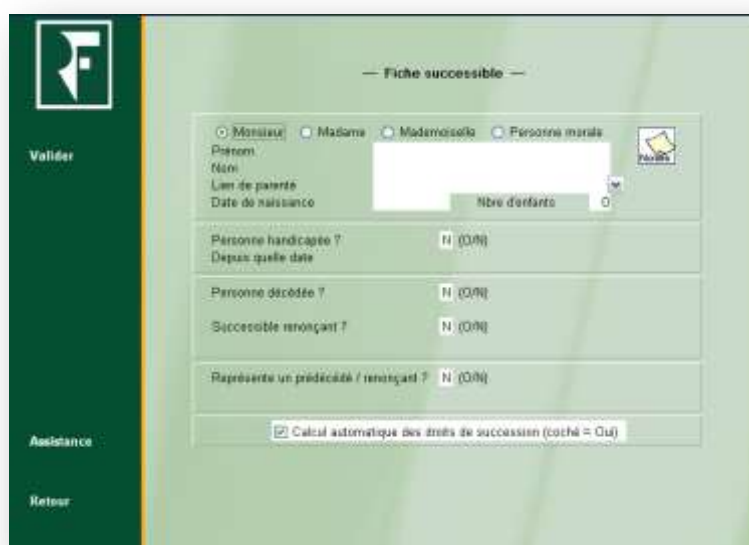 — Fiche successible —
Monsieur Madame Mademoiselle Personne morale
Prénom
Notes
Nom
Lien de parenté
Date de naissance Nbre d'enfants 0
Personne handicapée ? N (O/N)
Depuis quelle date
Personne décédée ? N (O/N)
Successible renonçant ? N (O/N)
Représente un prédécédé / renonçant ? N (O/N)
Calcul automatique des droits de succession (coché = Oui)
Valider
Assistance
Retour